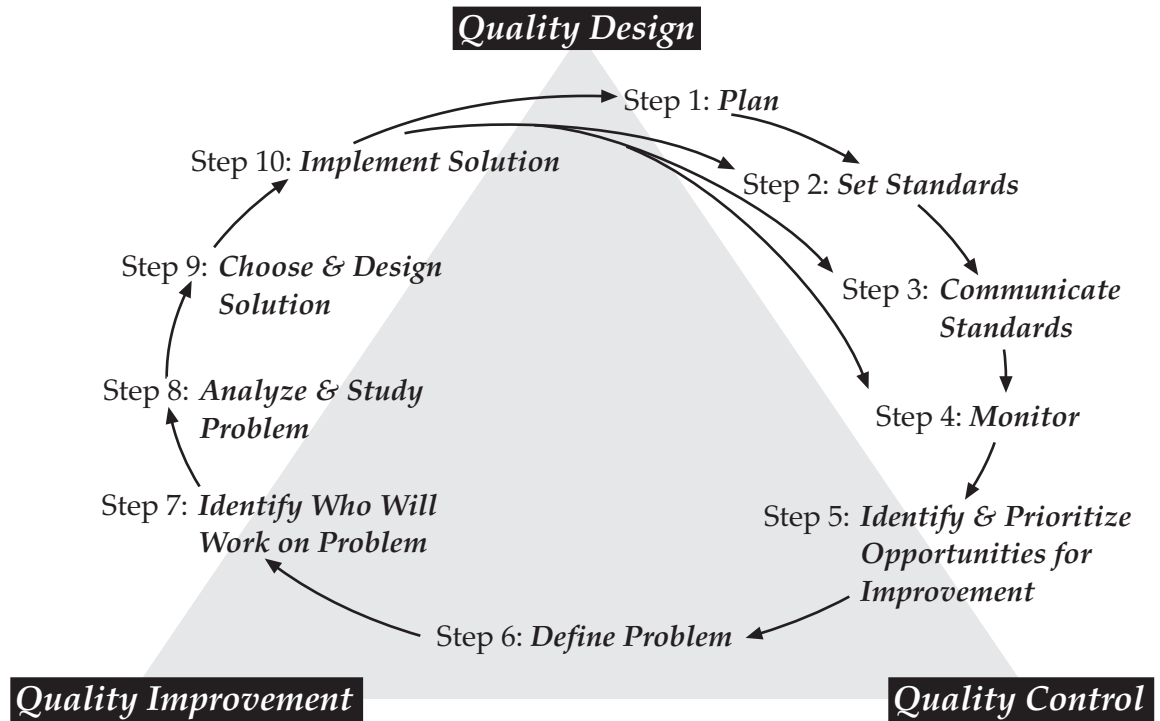 Quality Design
Step 1: Plan
Step 10: Implement Solution
Step 2: Set Standards
Step 9: Choose & Design
Solution
Step 3: Communicate
Standards
Step 8: Analyze & Study
Problem
Step 4: Monitor
Step 7: Identify Who Will
Work on Problem
Step 5: Identify & Prioritize
Opportunities for
Improvement
Step 6: Define Problem
Quality Improvement
Quality Control